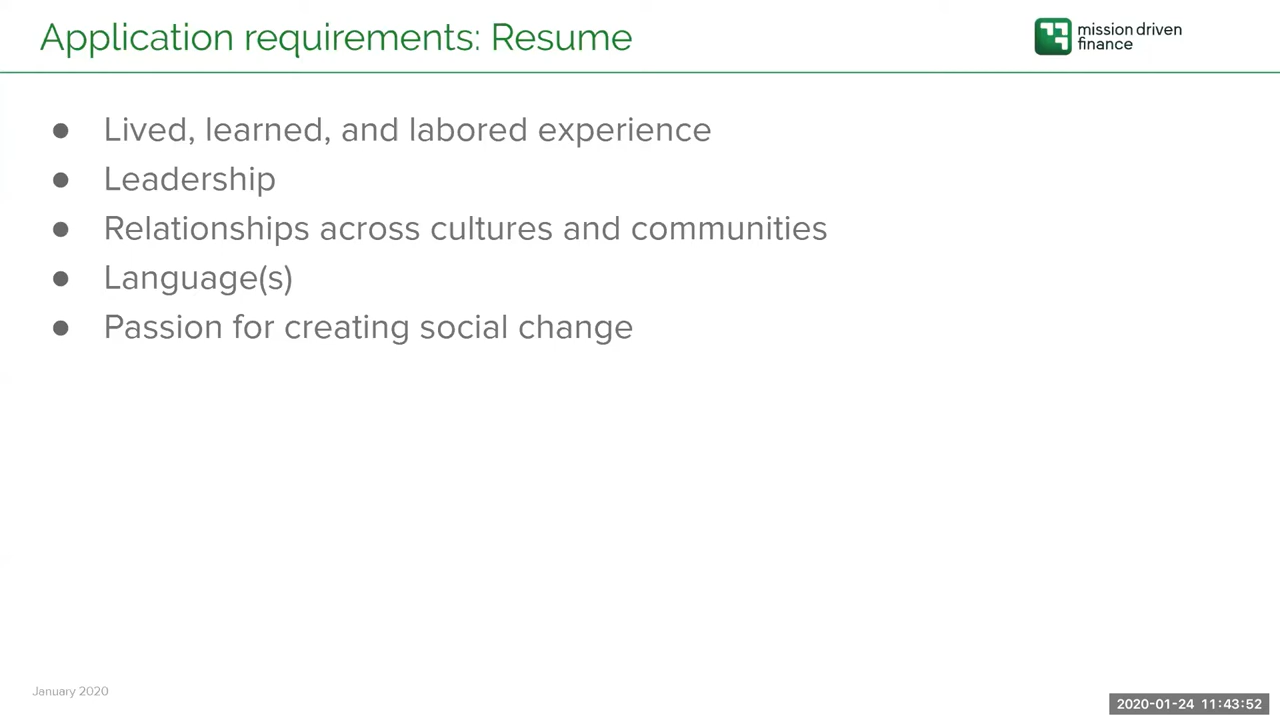 Application requirements: Resume
mission driven
finance
● Lived, learned, and labored experience
● Leadership
● Relationships across cultures and communities
● Language(s)
● Passion for creating social change
January 2020
2020-01-24 11:43:52